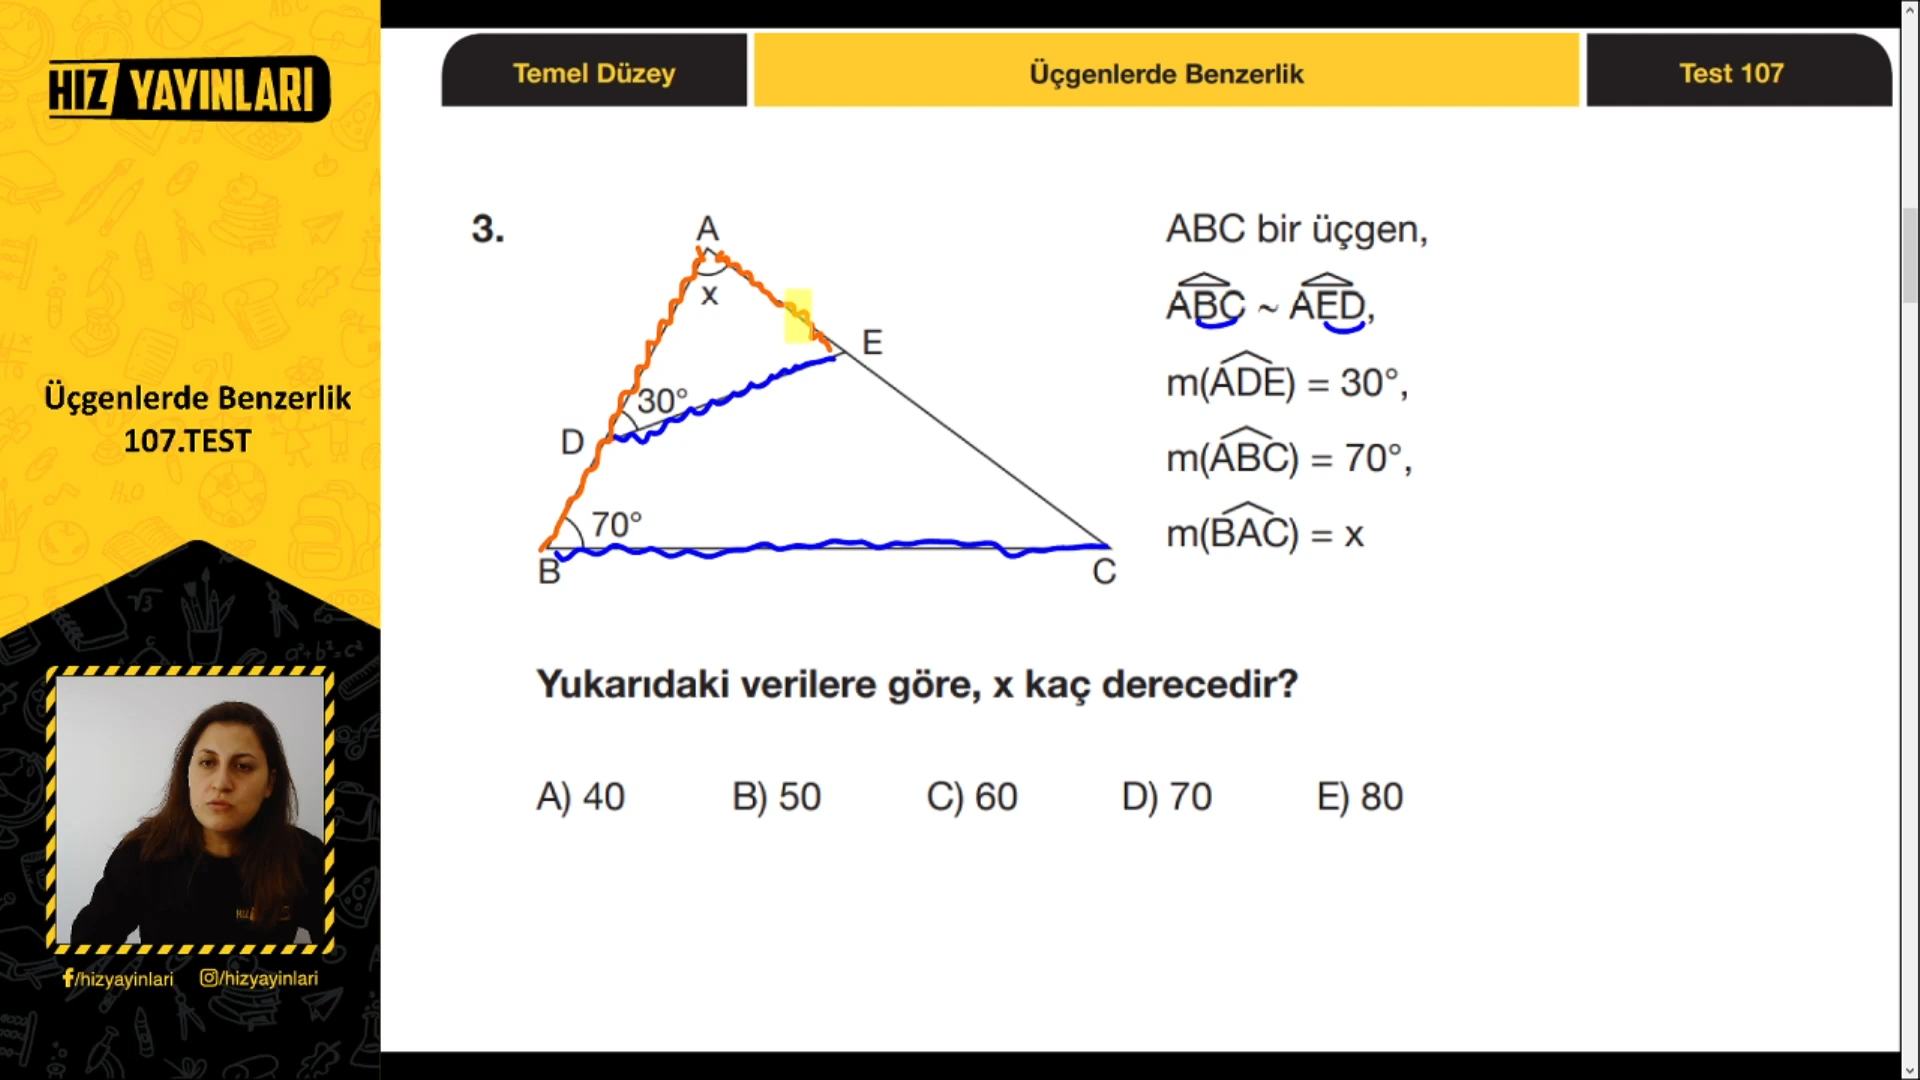 HIZ YAYINLARI
Temel Düzey
Üçgenlerde Benzerlik
Test 107
Üçgenlerde Benzerlik
107.TEST
3.
A
x
E
30°
D
70°
B
C
ABC bir üçgen,
ABC ~ AED,
m(ADE) = 30°,
m(ABC) = 70°,
m(BAC) = x
Yukarıdaki verilere göre, x kaç derecedir?
A) 40 B) 50 C) 60 D) 70 E) 80
/hizyayinlari /hizyayinlari